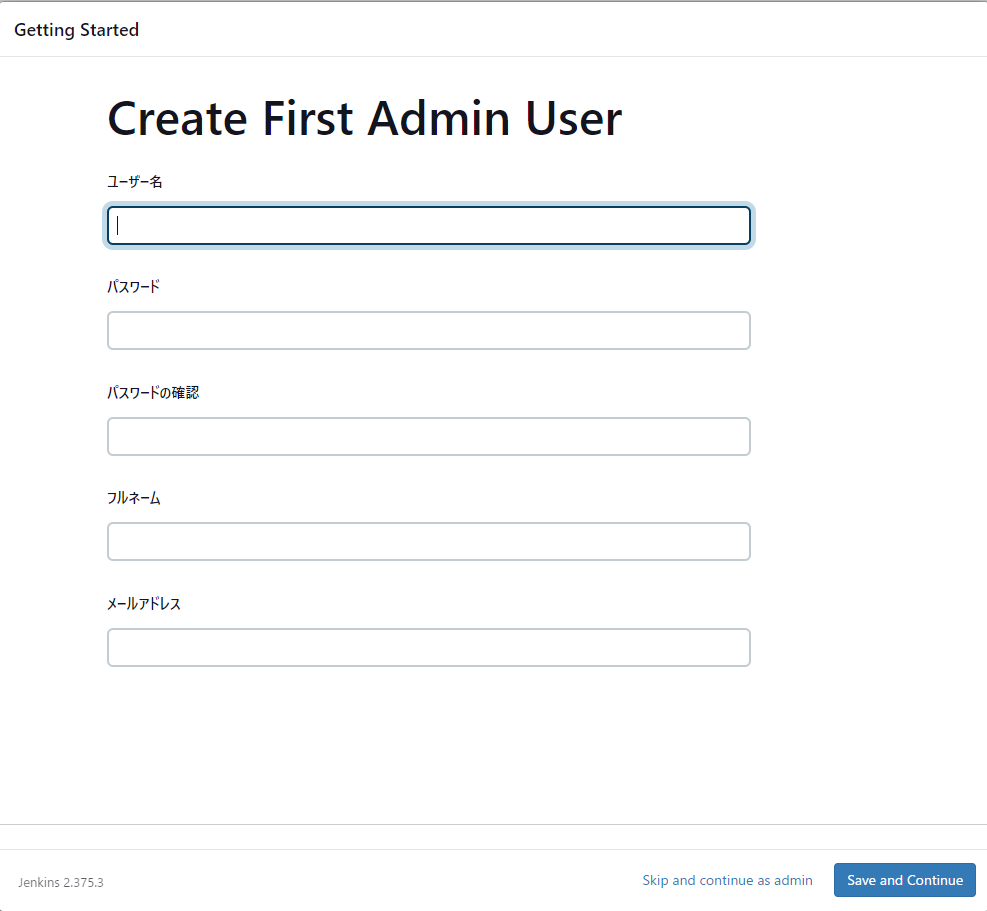 Getting Started
Create First Admin User
ユーザー名
パスワード
パスワードの確認
フルネーム
メールアドレス
Jenkins 2.375.3
Skip and continue as admin
Save and Continue